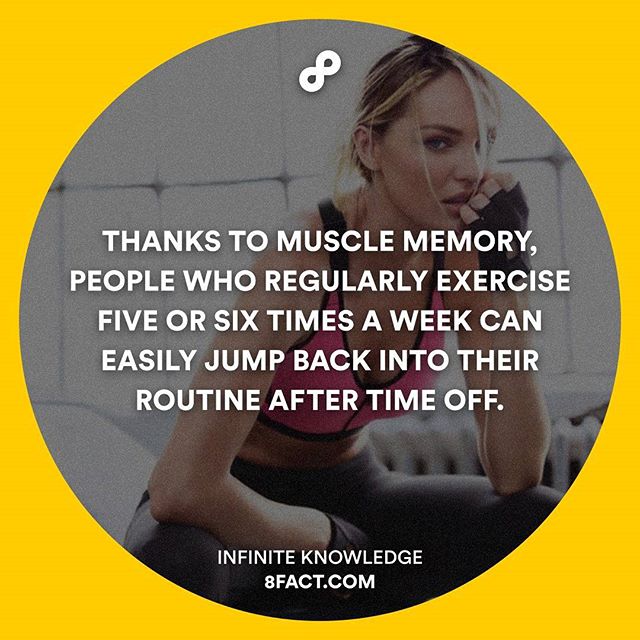 THANKS TO MUSCLE MEMORY,
PEOPLE WHO REGULARLY EXERCISE
FIVE OR SIX TIMES A WEEK CAN
EASILY JUMP BACK INTO THEIR
ROUTINE AFTER TIME OFF.
INFINITE KNOWLEDGE
8FACT.COM